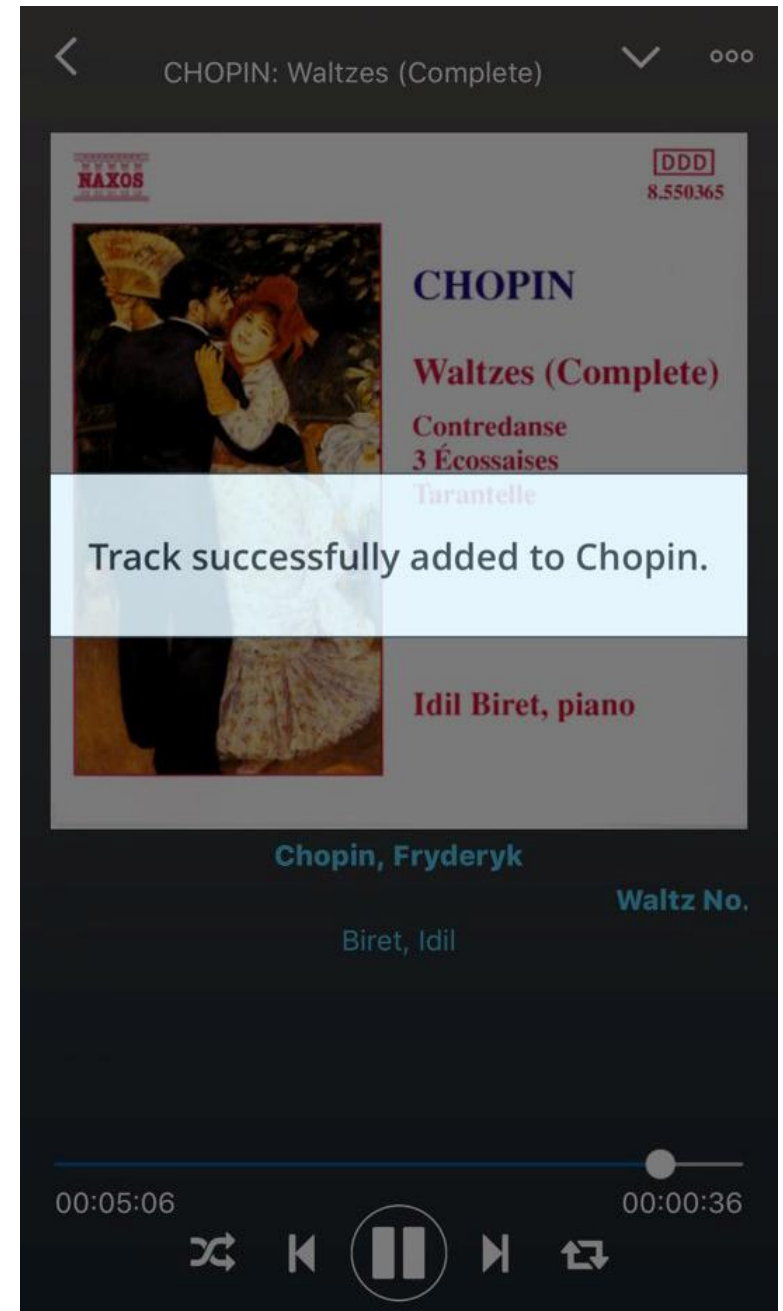 CHOPIN: Waltzes (Complete)
NAXOS
DDD
8.550365
CHOPIN
Waltzes (Complete)
Contredanse
3 Écossaises
Tarantelle
Track successfully added to Chopin.
Idil Biret, piano
Chopin, Fryderyk
Waltz No.
Biret, Idil
00:05:06
00:00:36